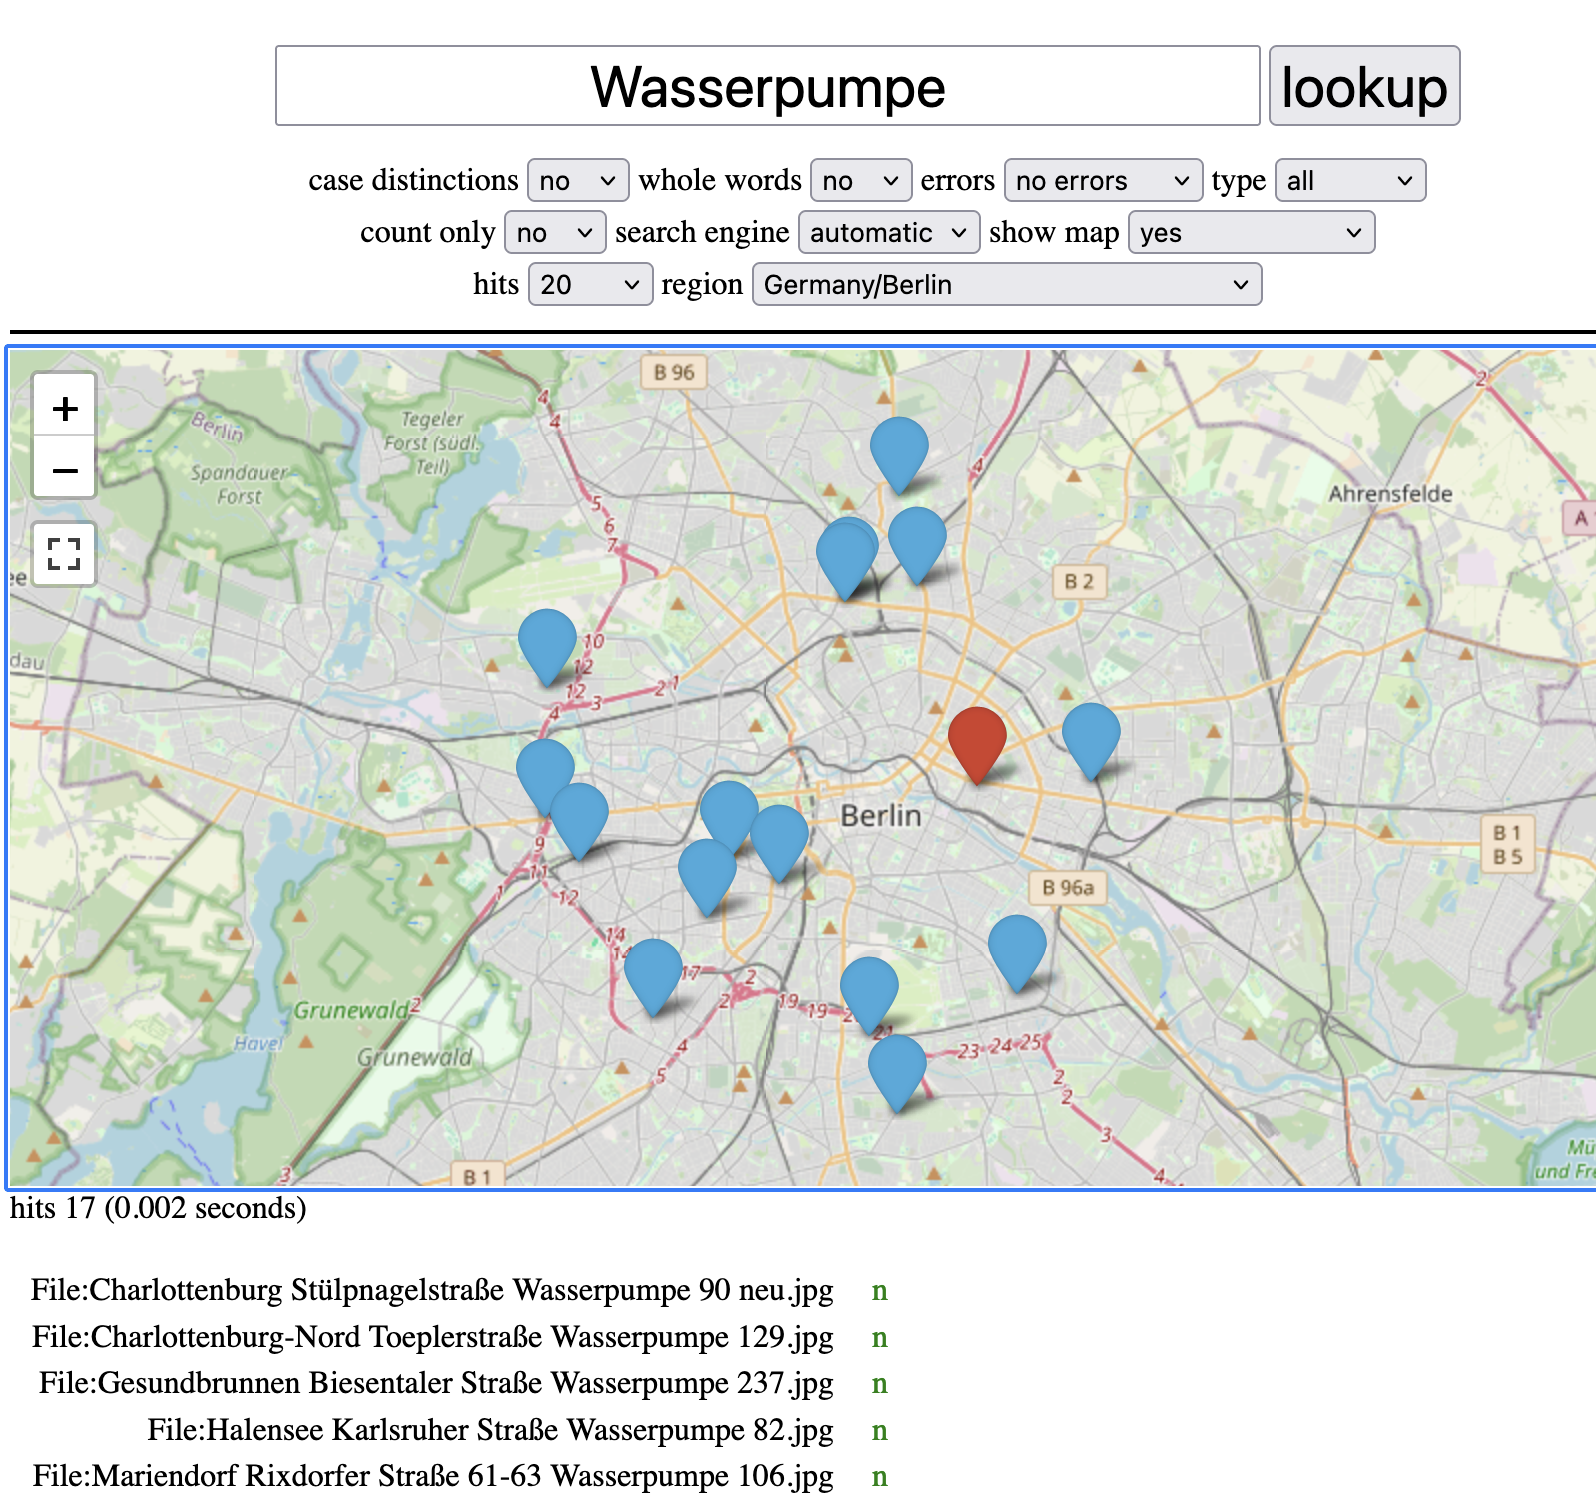 Wasserpumpe lookup
case distinctions no whole words no errors no errors type all
count only no search engine automatic show map yes
hits 20 region Germany/Berlin
+
−
B 96
Berlin
Tegeler
Forst (südl.
Teil)
Spandauer
Forst
Ahrensfelde
B 2
dau
Berlin
B 1
B 5
B 96a
Grunewald
Havel
Grunewald
B 1
hits 17 (0.002 seconds)
File:Charlottenburg Stülpnagelstraße Wasserpumpe 90 neu.jpg n
File:Charlottenburg-Nord Toeplerstraße Wasserpumpe 129.jpg n
File:Gesundbrunnen Biesentaler Straße Wasserpumpe 237.jpg n
File:Halensee Karlsruher Straße Wasserpumpe 82.jpg n
File:Mariendorf Rixdorfer Straße 61-63 Wasserpumpe 106.jpg n